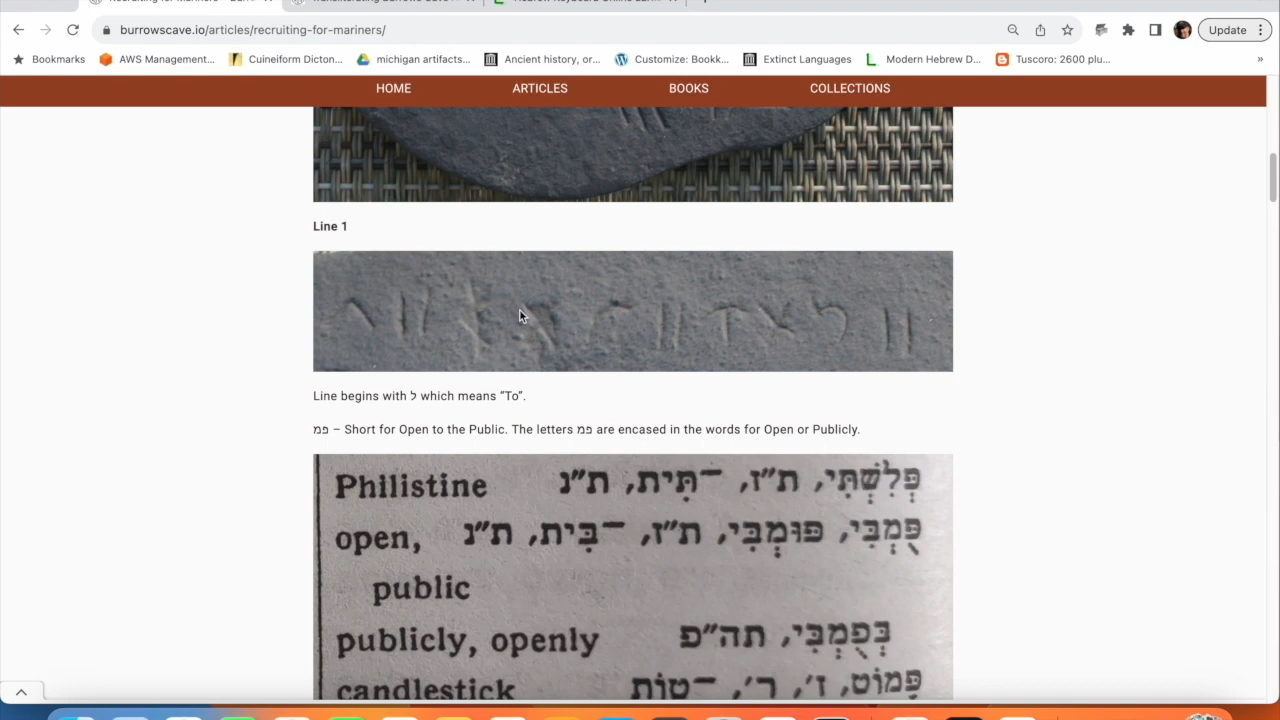 burrowscave.io/articles/recruiting-for-mariners/
Update
Bookmarks
AWS Management...
Cuineiform Dicton...
michigan artifacts...
Ancient history, or...
Customize: Bookk...
Extinct Languages
Modern Hebrew D...
Tuscoro: 2600 plu...
»
HOME
ARTICLES
BOOKS
COLLECTIONS
Line 1
Line begins with ל which means “To”.
פמ – Short for Open to the Public. The letters פמ are encased in the words for Open or Publicly.
Philistine פְּלִשְׁתִּי, ת"ז, ־תִּית, ת"נ
open, פֻּמְבִּי, פּוּמְבִּי, ת"ז, ־בִּית, ת"נ
public
publicly, openly בְּפֻמְבִּי, תה"פ
candlestick פָּמוֹט, ז', ר', ־טוֹת